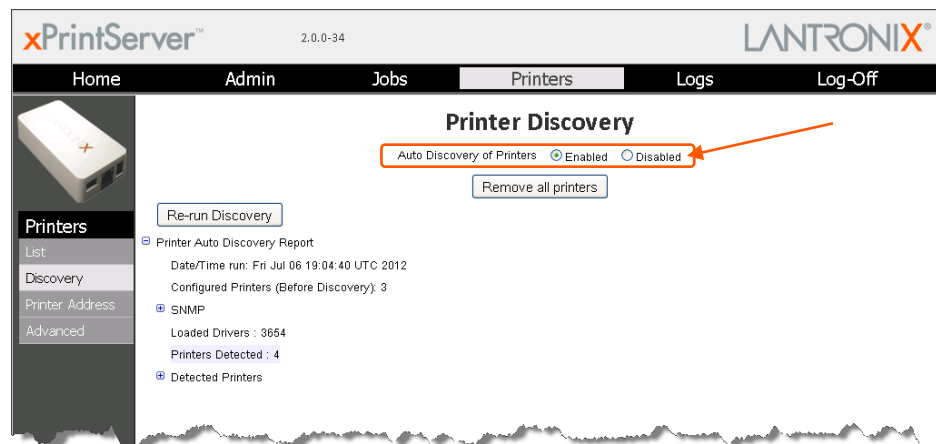 xPrintServer™ 2.0.0-34 LANTRONIX®
Home Admin Jobs Printers Logs Log-Off
LANTRONIX
Printer Discovery
Auto Discovery of Printers Enabled Disabled
Remove all printers
Re-run Discovery
Printers
List
Discovery
Printer Address
Advanced
Printer Auto Discovery Report
Date/Time run: Fri Jul 06 19:04:40 UTC 2012
Configured Printers (Before Discovery): 3
SNMP
Loaded Drivers : 3654
Printers Detected : 4
Detected Printers